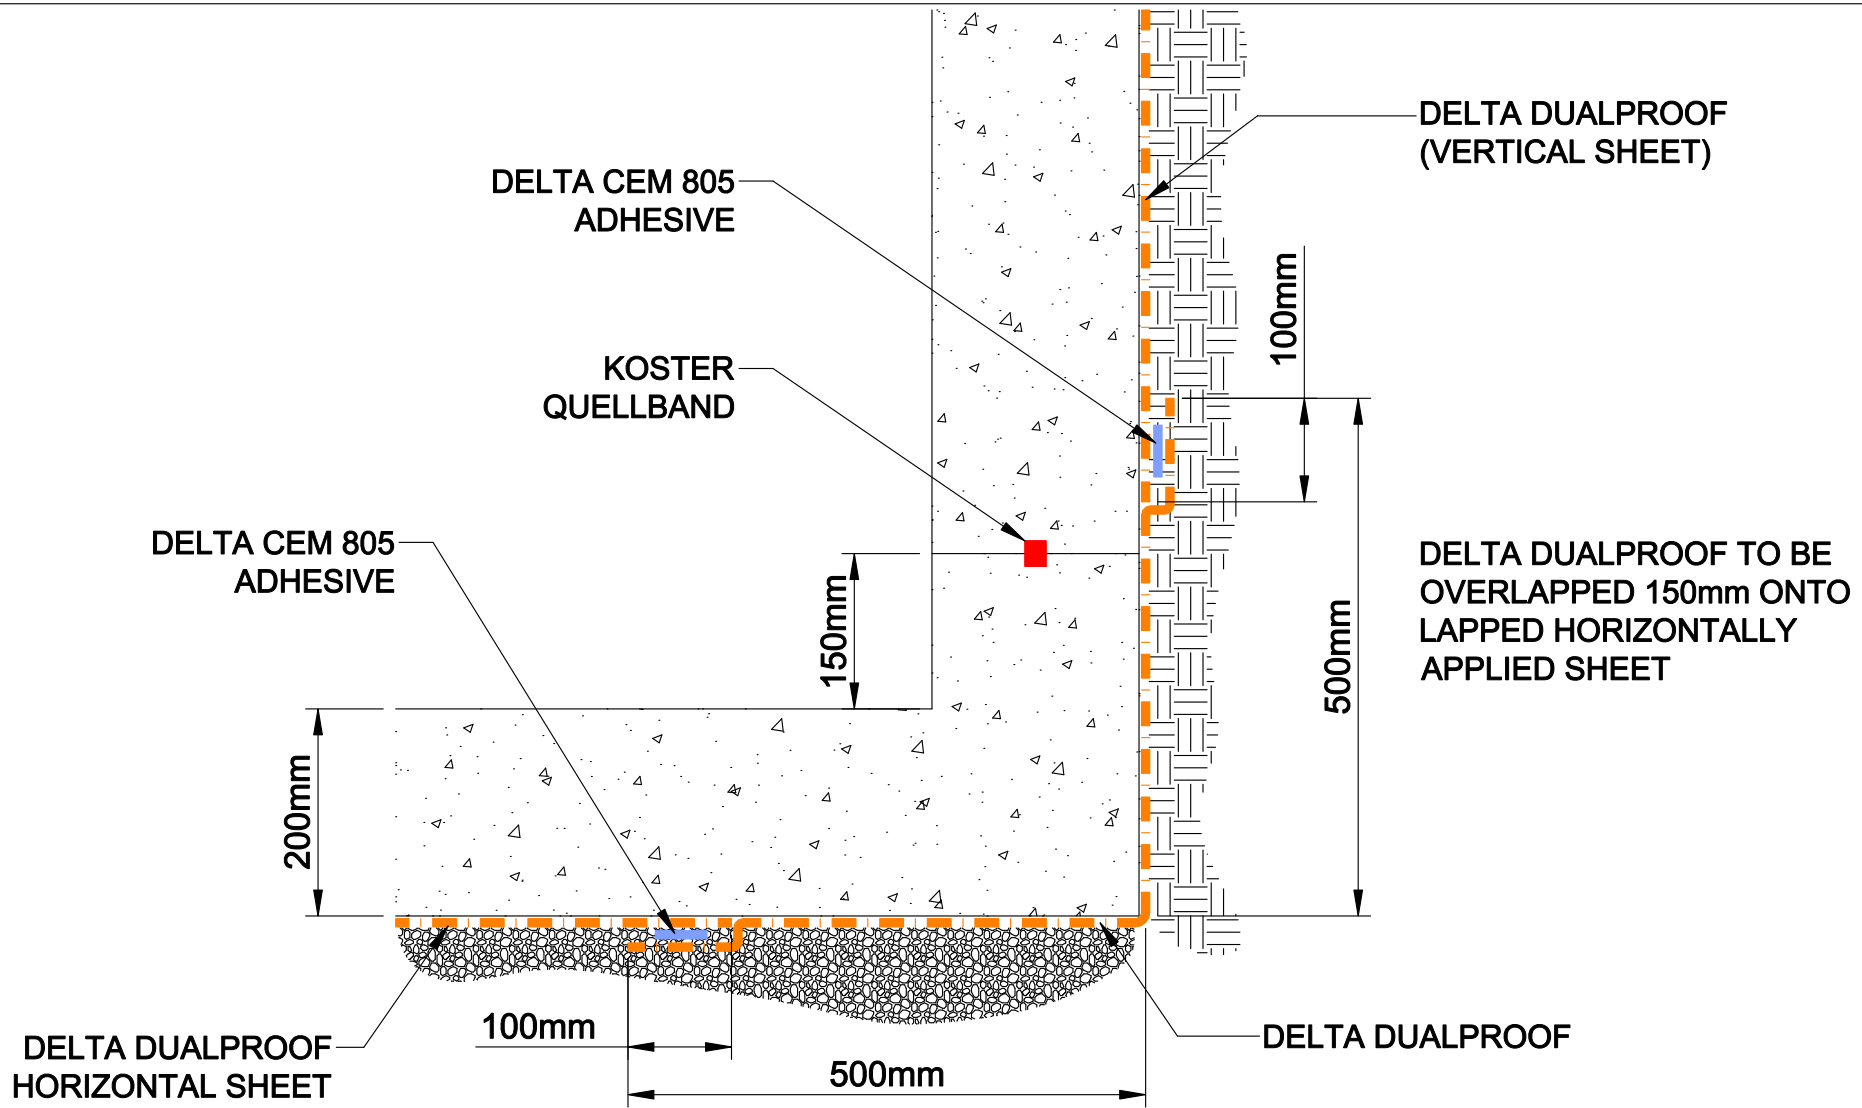 DELTA DUALPROOF
(VERTICAL SHEET)
DELTA CEM 805
ADHESIVE
100mm
KOSTER
QUELLBAND
DELTA CEM 805
ADHESIVE
150mm
DELTA DUALPROOF TO BE
OVERLAPPED 150mm ONTO
LAPPED HORIZONTALLY
APPLIED SHEET
500mm
200mm
100mm
DELTA DUALPROOF
HORIZONTAL SHEET
500mm
DELTA DUALPROOF